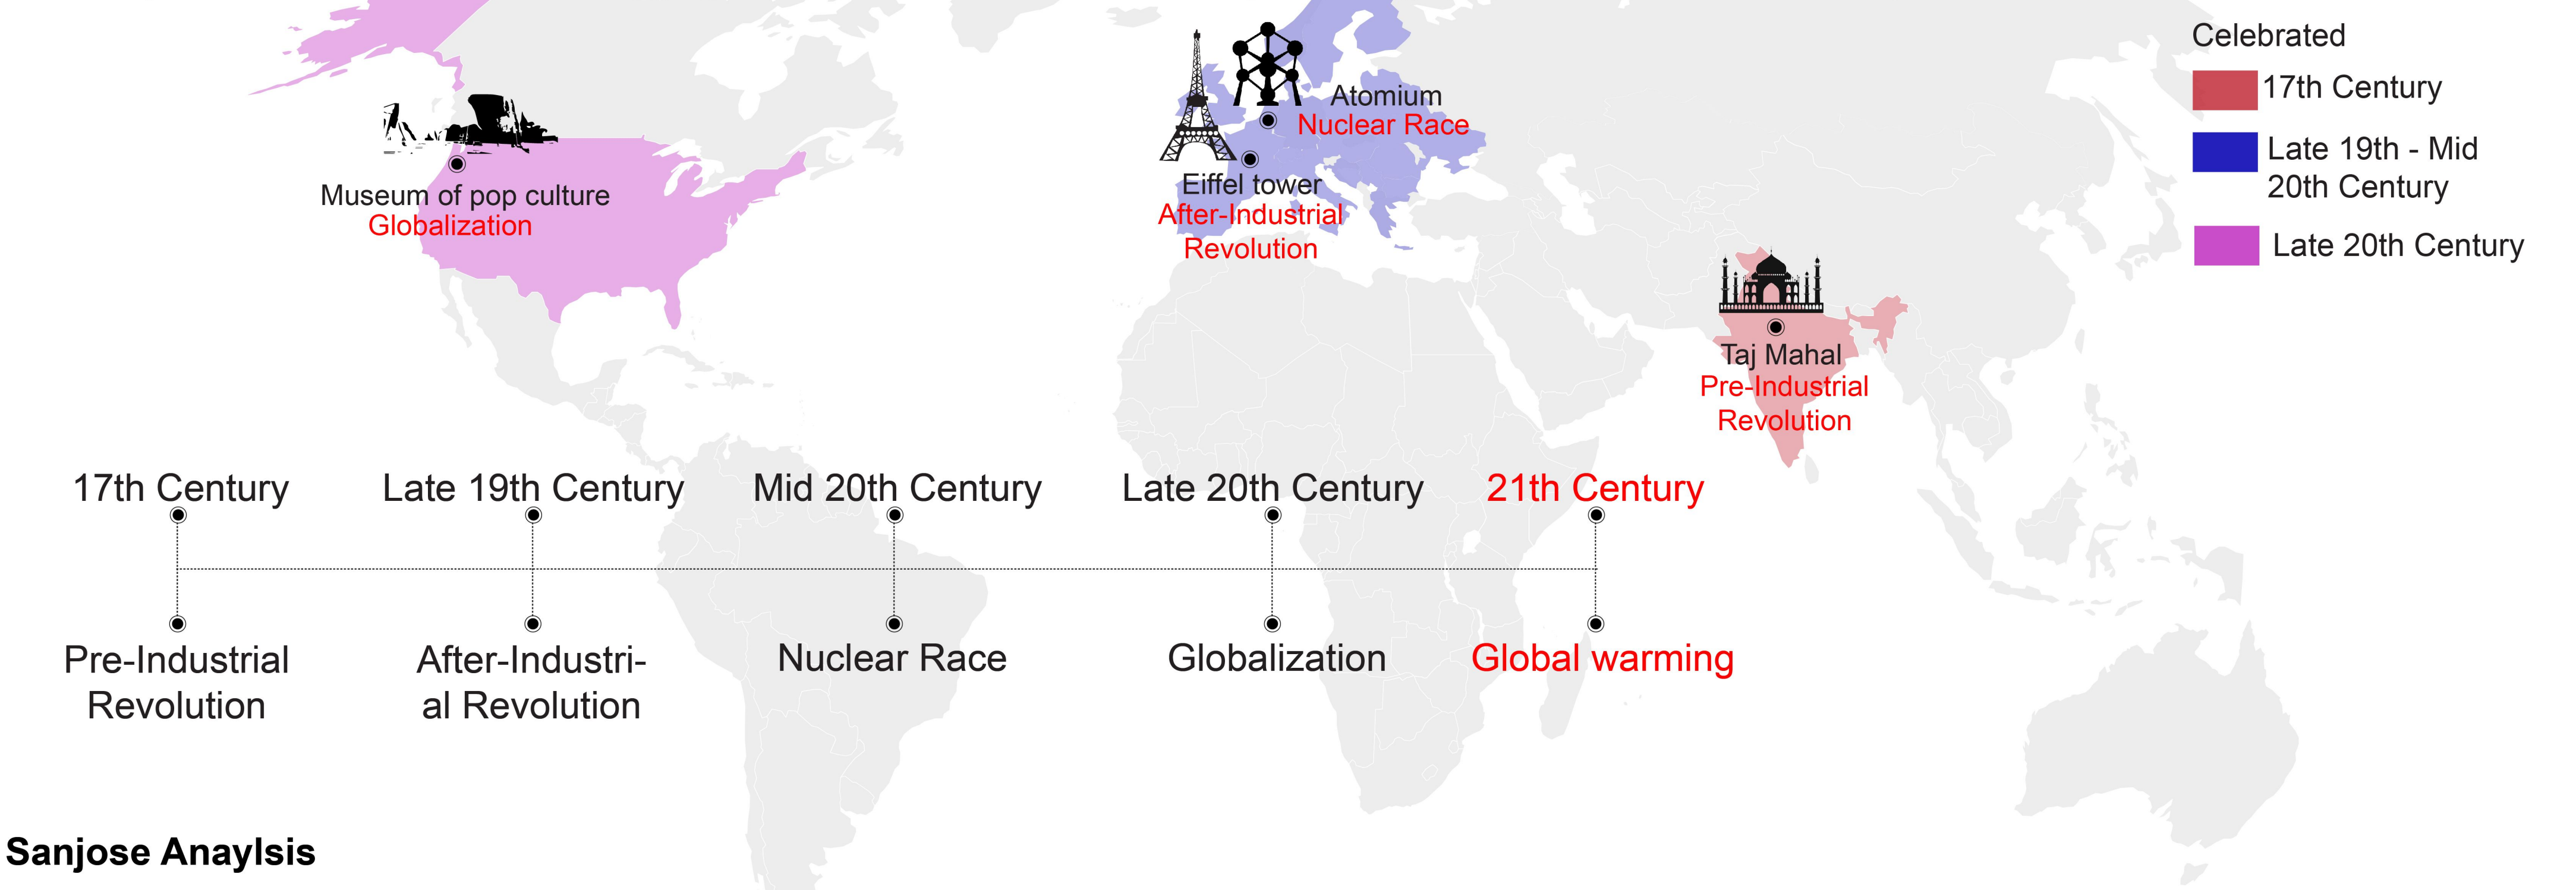 Celebrated
17th Century
Late 19th - Mid
20th Century
Late 20th Century
Museum of pop culture
Globalization
Atomium
Nuclear Race
Eiffel tower
After-Industrial
Revolution
Taj Mahal
Pre-Industrial
Revolution
17th Century
Late 19th Century
Mid 20th Century
Late 20th Century
21th Century
Pre-Industrial
Revolution
After-Industri-
al Revolution
Nuclear Race
Globalization
Global warming
Sanjose Anaylsis